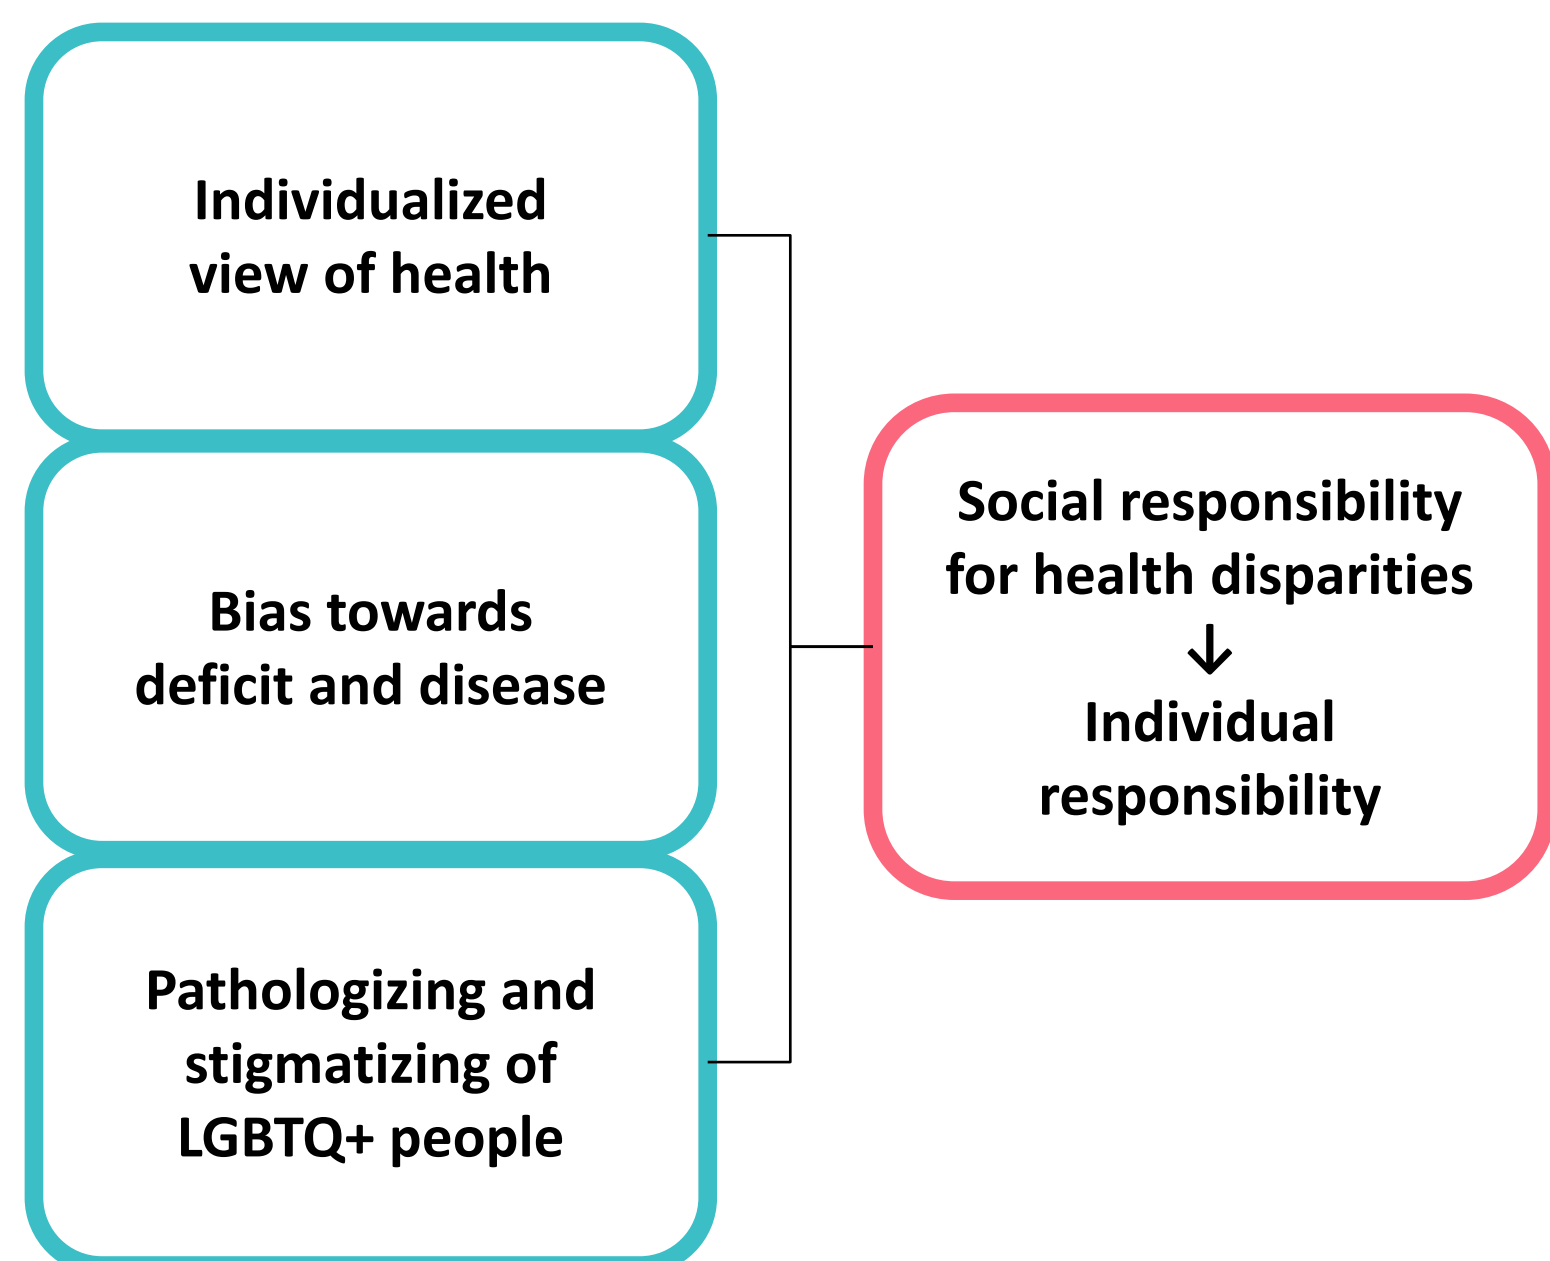 Individualized
view of health
Bias towards
deficit and disease
Pathologizing and
stigmatizing of
LGBTQ+ people
Social responsibility
for health disparities
↓
Individual
responsibility